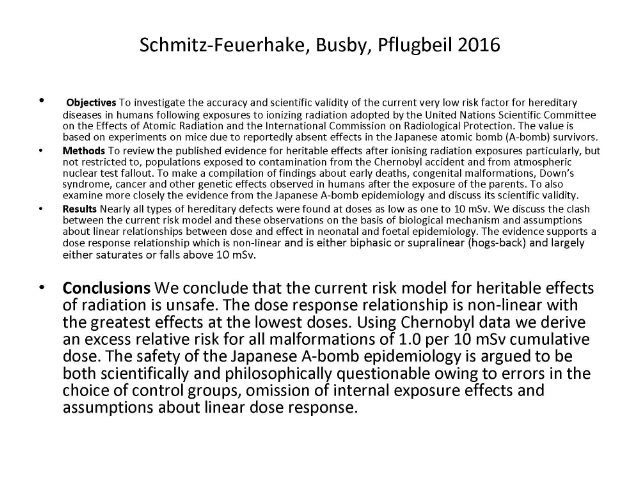 Schmitz-Feuerhake, Busby, Pflugbeil 2016
• Objectives To investigate the accuracy and scientific validity of the current very low risk factor for hereditary
diseases in humans following exposures to ionizing radiation adopted by the United Nations Scientific Committee
on the Effects of Atomic Radiation and the International Commission on Radiological Protection. The value is
based on experiments on mice due to reportedly absent effects in the Japanese atomic bomb (A-bomb) survivors.
• Methods To review the published evidence for heritable effects after ionising radiation exposures particularly, but
not restricted to, populations exposed to contamination from the Chernobyl accident and from atmospheric
nuclear test fallout. To make a compilation of findings about early deaths, congenital malformations, Down's
syndrome, cancer and other genetic effects observed in humans after the exposure of the parents. To also
examine more closely the evidence from the Japanese A-bomb epidemiology and discuss its scientific validity.
• Results Nearly all types of hereditary defects were found at doses as low as one to 10 mSv. We discuss the clash
between the current risk model and these observations on the basis of biological mechanism and assumptions
about linear relationships between dose and effect in neonatal and foetal epidemiology. The evidence supports a
dose response relationship which is non-linear and is either biphasic or supralinear (hogs-back) and largely
either saturates or falls above 10 mSv.
• Conclusions We conclude that the current risk model for heritable effects
of radiation is unsafe. The dose response relationship is non-linear with
the greatest effects at the lowest doses. Using Chernobyl data we derive
an excess relative risk for all malformations of 1.0 per 10 mSv cumulative
dose. The safety of the Japanese A-bomb epidemiology is argued to be
both scientifically and philosophically questionable owing to errors in the
choice of control groups, omission of internal exposure effects and
assumptions about linear dose response.